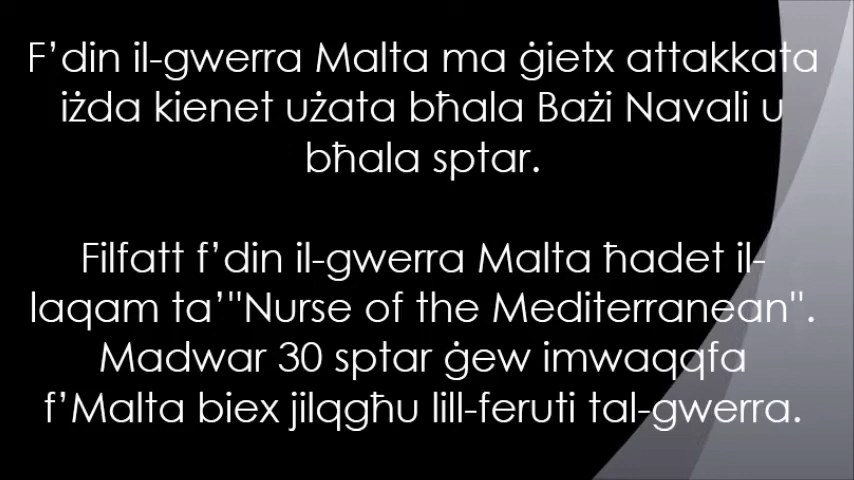 F’din il-gwerra Malta ma ġietx attakkata
iżda kienet użata bħala Bażi Navali u
bħala sptar.
Filfatt f’din il-gwerra Malta ħadet il-
laqam ta’"Nurse of the Mediterranean".
Madwar 30 sptar ġew imwaqqfa
f’Malta biex jilqgħu lill-feruti tal-gwerra.